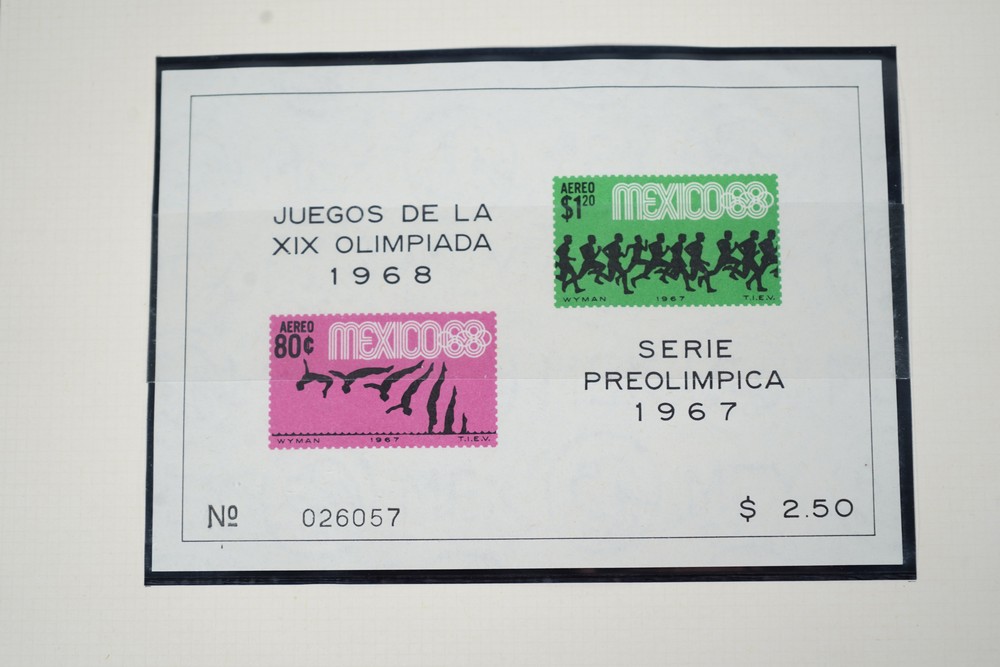 JUEGOS DE LA
XIX OLIMPIADA
1968
AEREO
$1.20
MEXICO68
WYMAN 1967 T.I.E.V.
AEREO
80¢
MEXICO68
WYMAN 1967 T.I.E.V.
SERIE
PREOLIMPICA
1967
Nº 026057
$ 2.50